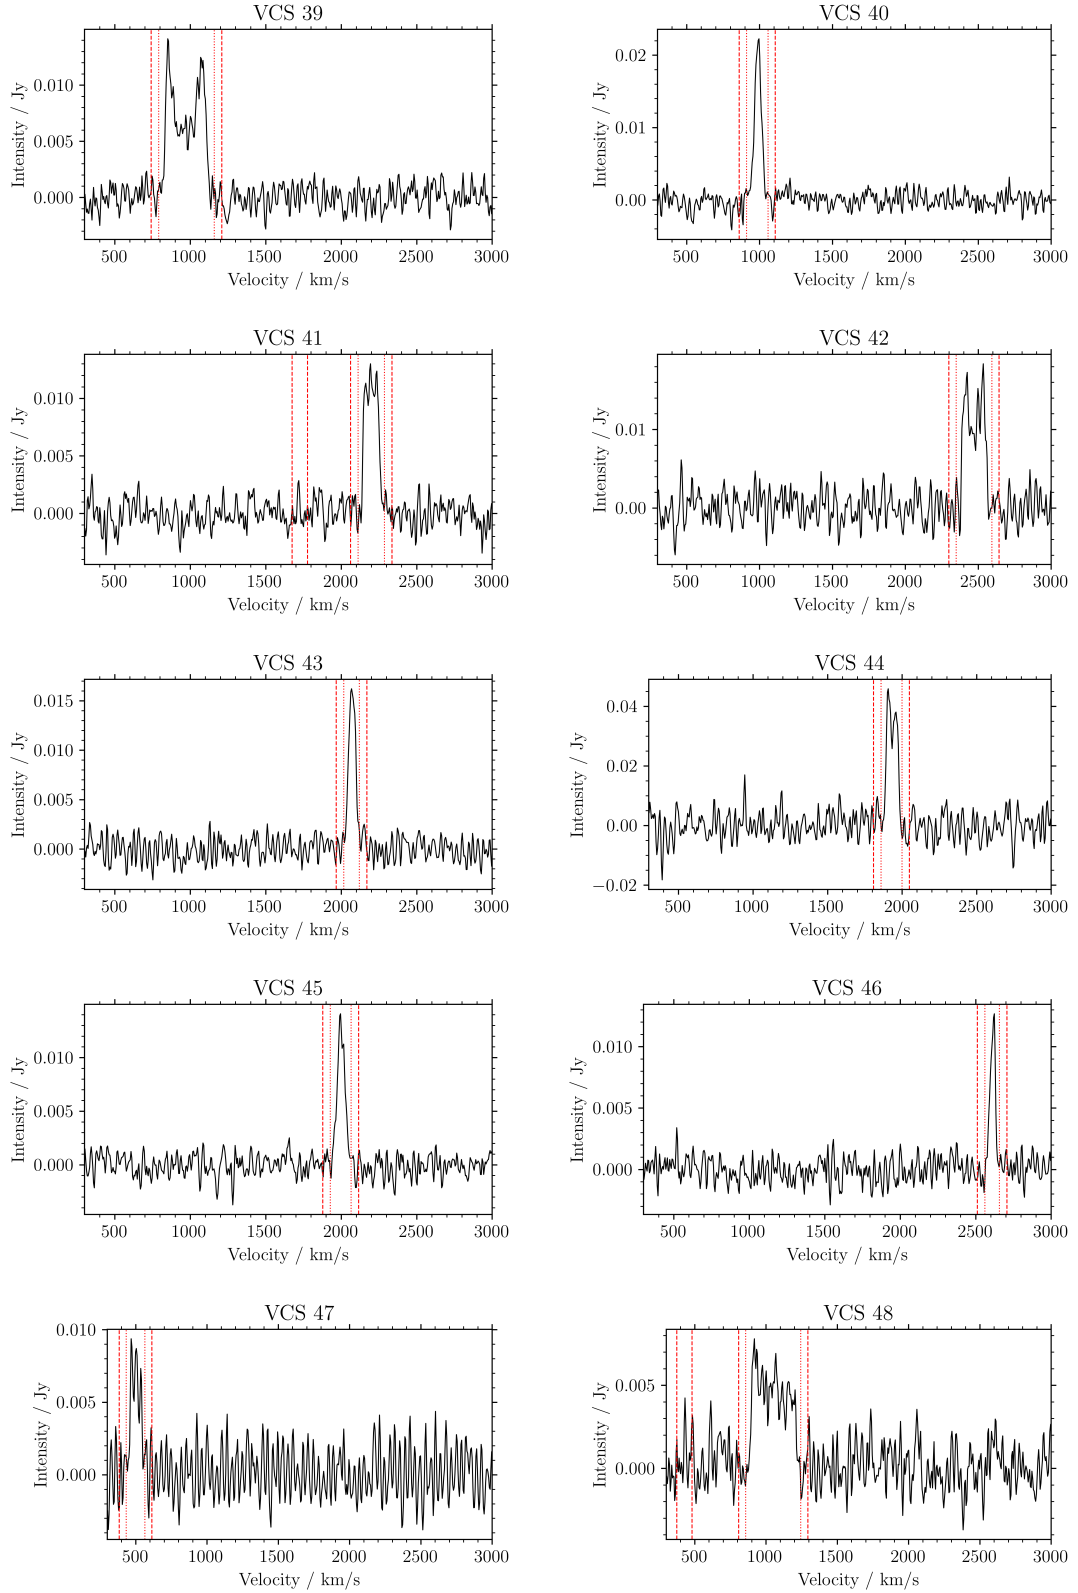 VCS 39
VCS 40
0.010
0.005
0.000
Intensity / Jy
500 1000 1500 2000 2500 3000
Velocity / km/s
0.02
0.01
0.00
Intensity / Jy
500 1000 1500 2000 2500 3000
Velocity / km/s
VCS 41
VCS 42
0.010
0.005
0.000
Intensity / Jy
500 1000 1500 2000 2500 3000
Velocity / km/s
0.01
0.00
Intensity / Jy
500 1000 1500 2000 2500 3000
Velocity / km/s
VCS 43
VCS 44
0.015
0.010
0.005
0.000
Intensity / Jy
500 1000 1500 2000 2500 3000
Velocity / km/s
0.04
0.02
0.00
−0.02
Intensity / Jy
500 1000 1500 2000 2500 3000
Velocity / km/s
VCS 45
VCS 46
0.010
0.005
0.000
Intensity / Jy
500 1000 1500 2000 2500 3000
Velocity / km/s
0.010
0.005
0.000
Intensity / Jy
500 1000 1500 2000 2500 3000
Velocity / km/s
VCS 47
VCS 48
0.010
0.005
0.000
Intensity / Jy
500 1000 1500 2000 2500 3000
Velocity / km/s
0.005
0.000
Intensity / Jy
500 1000 1500 2000 2500 3000
Velocity / km/s